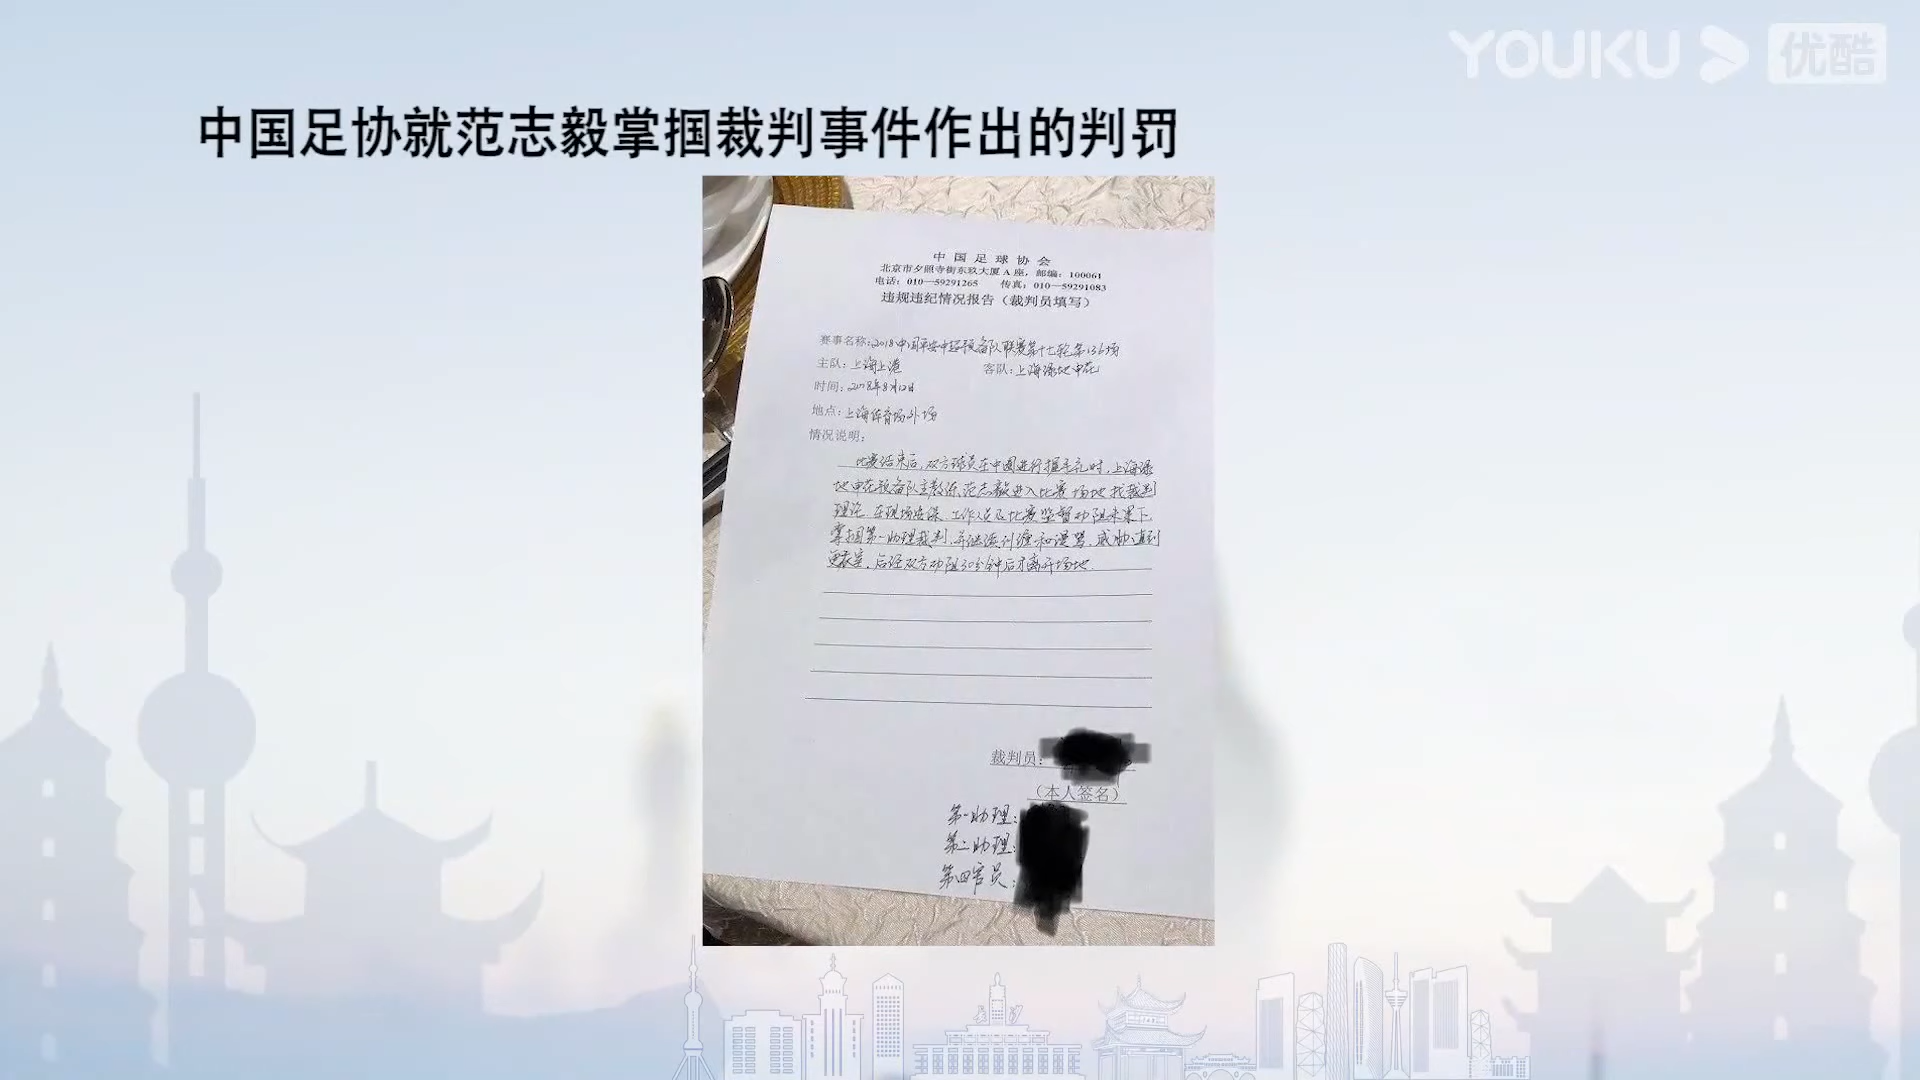 YOUKU 优酷
中国足协就范志毅掌掴裁判事件作出的判罚
中国足球协会
北京市夕照寺街东玖大厦A座，邮编：100061
电话：010—59291265 传真：010—59291083
违规违纪情况报告（裁判员填写）
赛事名称：2018中国平安中超预备队联赛第十七轮第136场
主队：上海上港 客队：上海绿地申花
时间：2018年8月12日
地点：上海体育场外场
情况说明：
比赛结束后，双方球员在中圈进行握手礼时，上海绿
地申花预备队主教练范志毅进入比赛场地找裁判
理论，在现场安保、工作人员及比赛监督劝阻未果下，
掌掴第一助理裁判，并继续纠缠和谩骂、威胁，直到
更衣室，后经双方劝阻30分钟后才离开场地.
裁判员：
（本人签名）
第一助理：
第二助理：
第四官员：
长沙